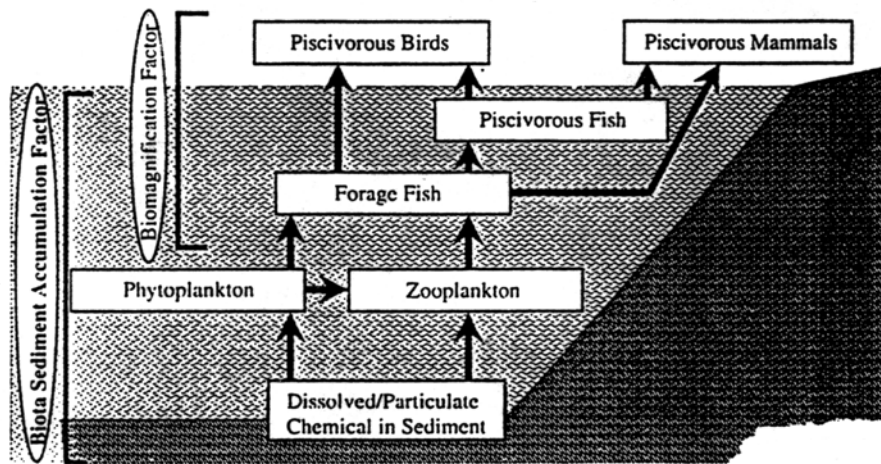 Biota Sediment Accumulation Factor
Biomagnification Factor
Piscivorous Birds
Piscivorous Mammals
Piscivorous Fish
Forage Fish
Phytoplankton
Zooplankton
Dissolved/Particulate
Chemical in Sediment